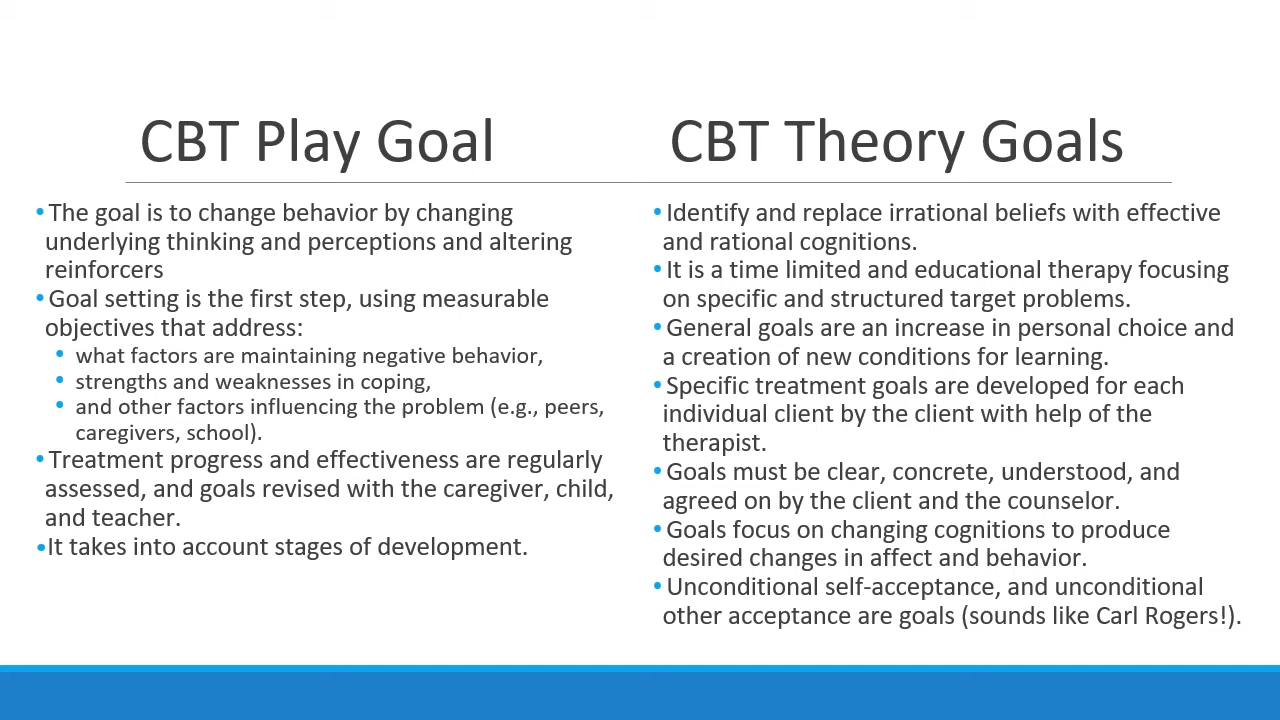 CBT Play Goal
•The goal is to change behavior by changing
underlying thinking and perceptions and altering
reinforcers
•Goal setting is the first step, using measurable
objectives that address:
• what factors are maintaining negative behavior,
• strengths and weaknesses in coping,
• and other factors influencing the problem (e.g., peers,
caregivers, school).
•Treatment progress and effectiveness are regularly
assessed, and goals revised with the caregiver, child,
and teacher.
•It takes into account stages of development.
CBT Theory Goals
•Identify and replace irrational beliefs with effective
and rational cognitions.
•It is a time limited and educational therapy focusing
on specific and structured target problems.
•General goals are an increase in personal choice and
a creation of new conditions for learning.
•Specific treatment goals are developed for each
individual client by the client with help of the
therapist.
•Goals must be clear, concrete, understood, and
agreed on by the client and the counselor.
•Goals focus on changing cognitions to produce
desired changes in affect and behavior.
•Unconditional self-acceptance, and unconditional
other acceptance are goals (sounds like Carl Rogers!).